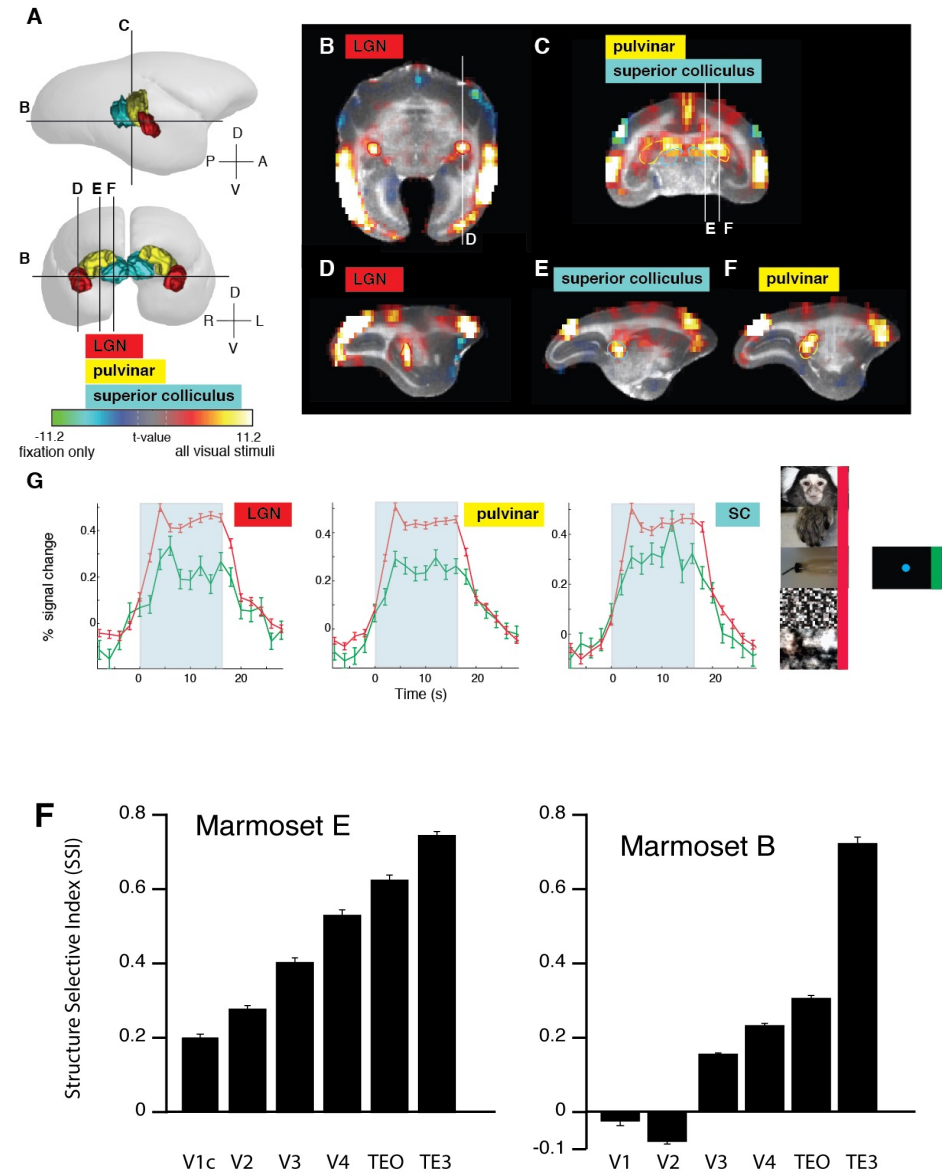 A
C
B
D
P A
V
D E F
B
D
R L
V
LGN
pulvinar
superior colliculus
-11.2 t-value 11.2
fixation only all visual stimuli
B LGN
D
C pulvinar
superior colliculus
E F
D LGN
E superior colliculus
F pulvinar
G
% signal change
0.4
0.2
0
LGN
0 10 20
0.4
0.2
0
pulvinar
0 10 20
Time (s)
0.4
0.2
0
SC
0 10 20
F
Structure Selective Index (SSI)
Marmoset E
0.8
0.6
0.4
0.2
0
V1c V2 V3 V4 TEO TE3
Marmoset B
0.8
0.6
0.4
0.2
0
-0.1
V1 V2 V3 V4 TEO TE3